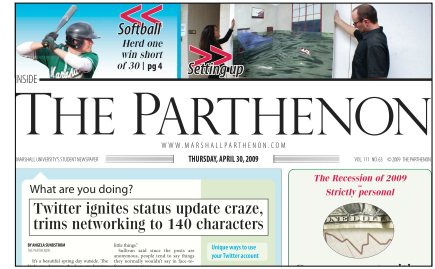 Softball
Herd one
win short
of 30 | pg 4
Setting up
INSIDE
THE PARTHENON
WWW.MARSHALLPARTHENON.COM
MARSHALL UNIVERSITY'S STUDENT NEWSPAPER
THURSDAY, APRIL 30, 2009
VOL. 111 NO. 63 © 2009 THE PARTHENON
What are you doing?
Twitter ignites status update craze,
trims networking to 140 characters
BY ANGELA SUNDSTROM
THE PARTHENON
It's a beautiful spring day outside. The
little things."
Sullivan said since the posts are
anonymous, people tend to say things
they normally wouldn't say in face-to-
Unique ways to use
your Twitter account
The Recession of 2009
–
Strictly personal
ONE DOLL